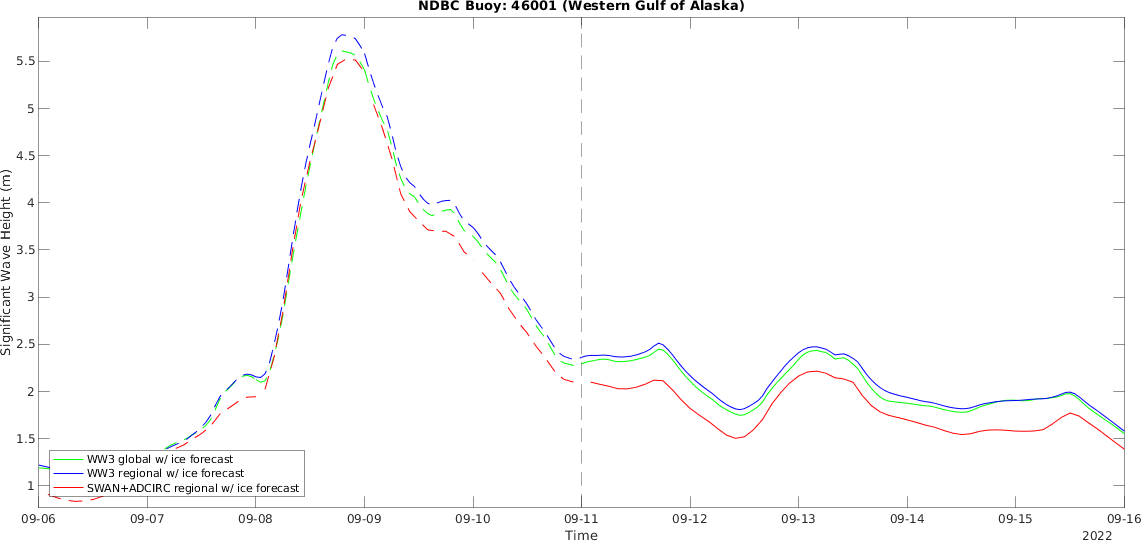 NDBC Buoy: 46001 (Western Gulf of Alaska)
Significant Wave Height (m)
5.5
5
4.5
4
3.5
3
2.5
2
1.5
1
WW3 global w/ ice forecast
WW3 regional w/ ice forecast
SWAN+ADCIRC regional w/ ice forecast
09-06 09-07 09-08 09-09 09-10 09-11 09-12 09-13 09-14 09-15 09-16
Time
2022